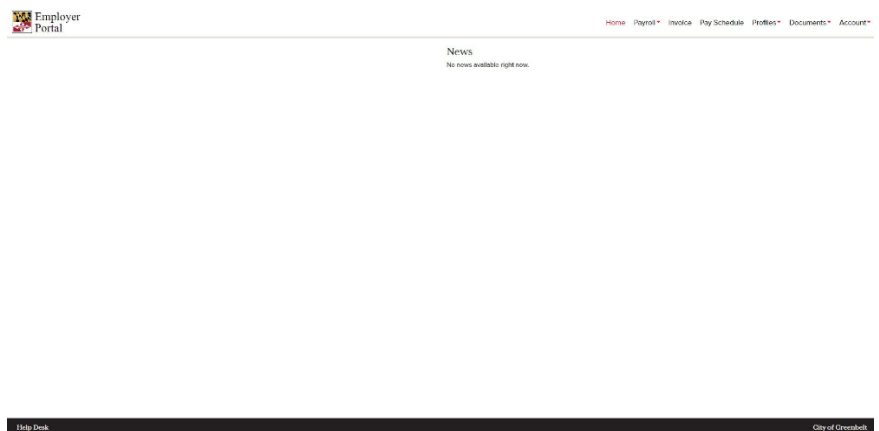 Employer
Portal
Home Payroll Invoice Pay Schedule Profiles Documents Account
News
No news available right now.
Help Desk City of Greenbelt